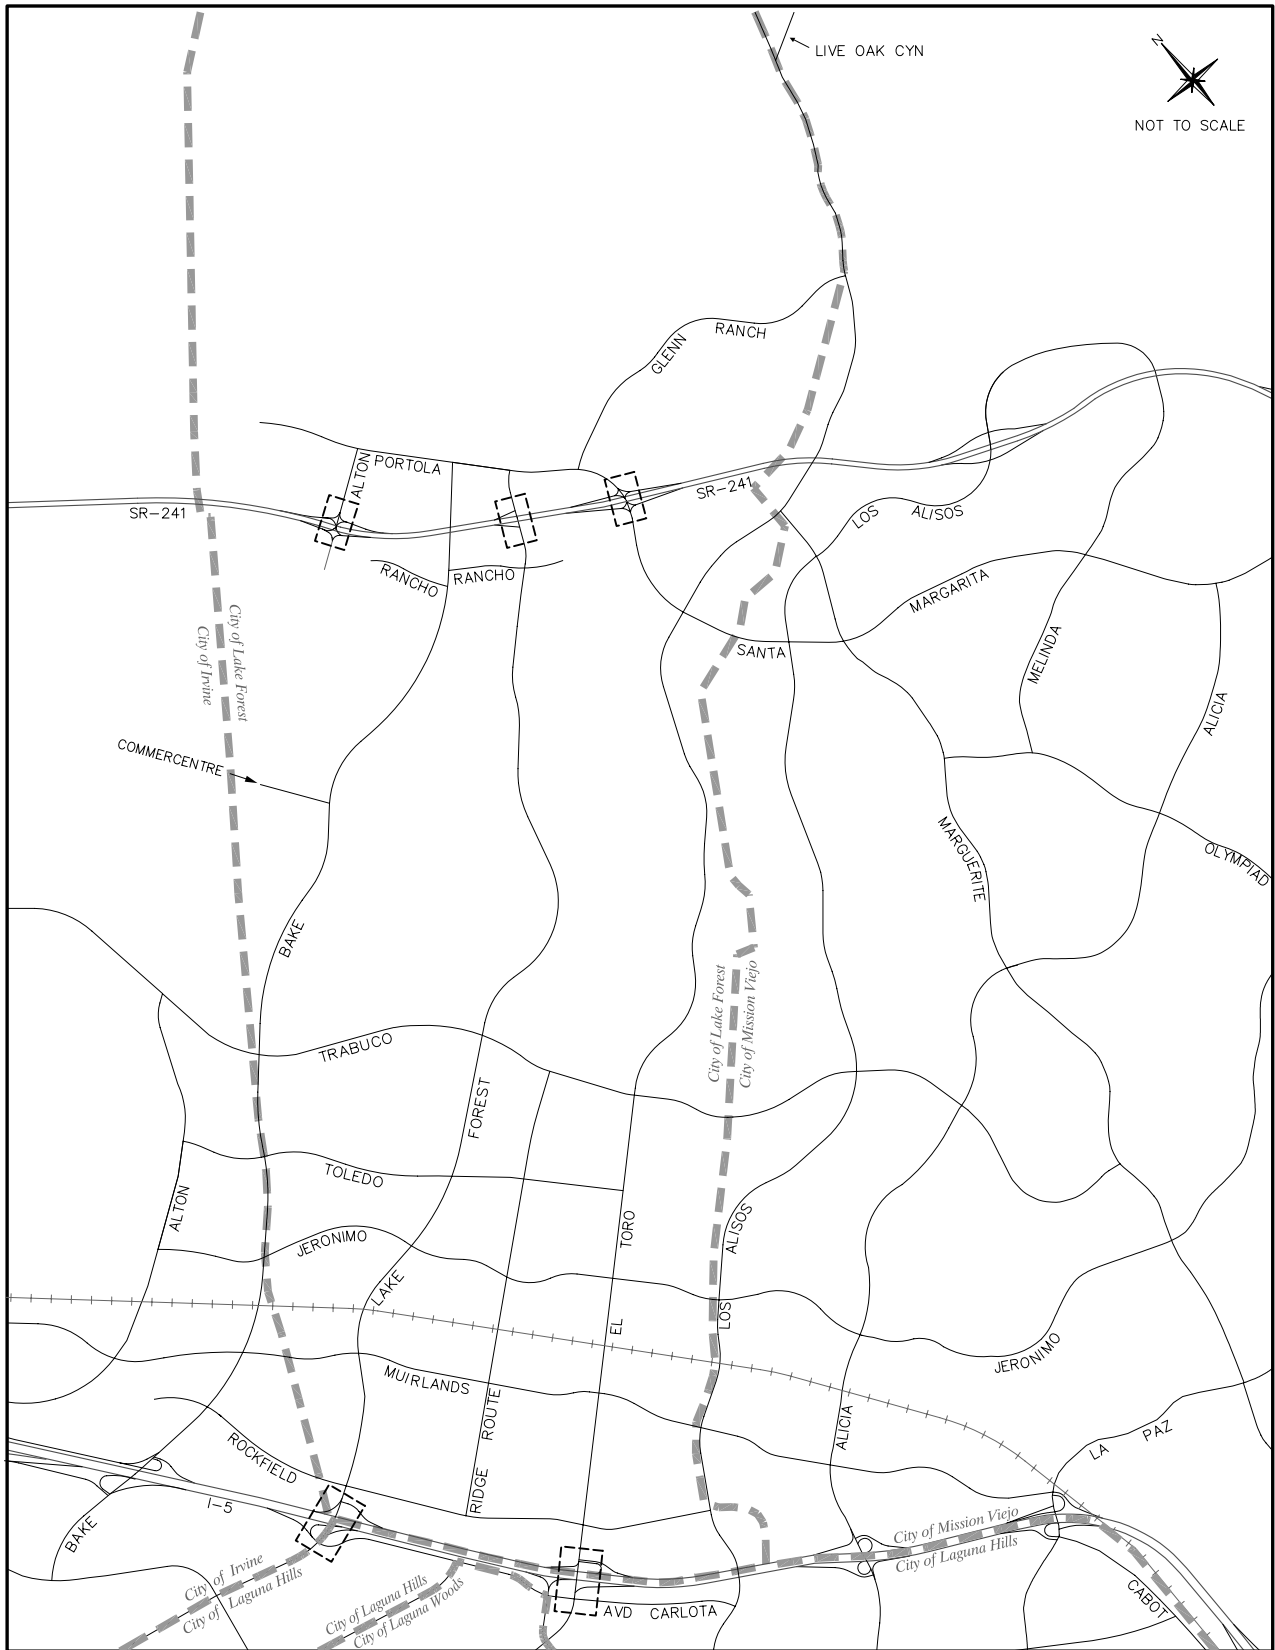 LIVE OAK CYN
N
NOT TO SCALE
RANCH
GLENN
PORTOLA
ALTON
SR-241
SR-241
LOS
ALISOS
RANCHO
RANCHO
MARGARITA
SANTA
MELINDA
ALICIA
City of Lake Forest
City of Irvine
COMMERCENTRE
MARGUERITE
OLYMPIAD
BAKE
City of Lake Forest
City of Mission Viejo
TRABUCO
FOREST
TOLEDO
ALTON
TORO
ALISOS
JERONIMO
LAKE
LOS
EL
JERONIMO
MUIRLANDS
ROUTE
RIDGE
ALICIA
LA
PAZ
ROCKFIELD
I-5
BAKE
City of Mission Viejo
City of Laguna Hills
City of Irvine
City of Laguna Hills
City of Laguna Hills
City of Laguna Woods
AVD CARLOTA
CABOT